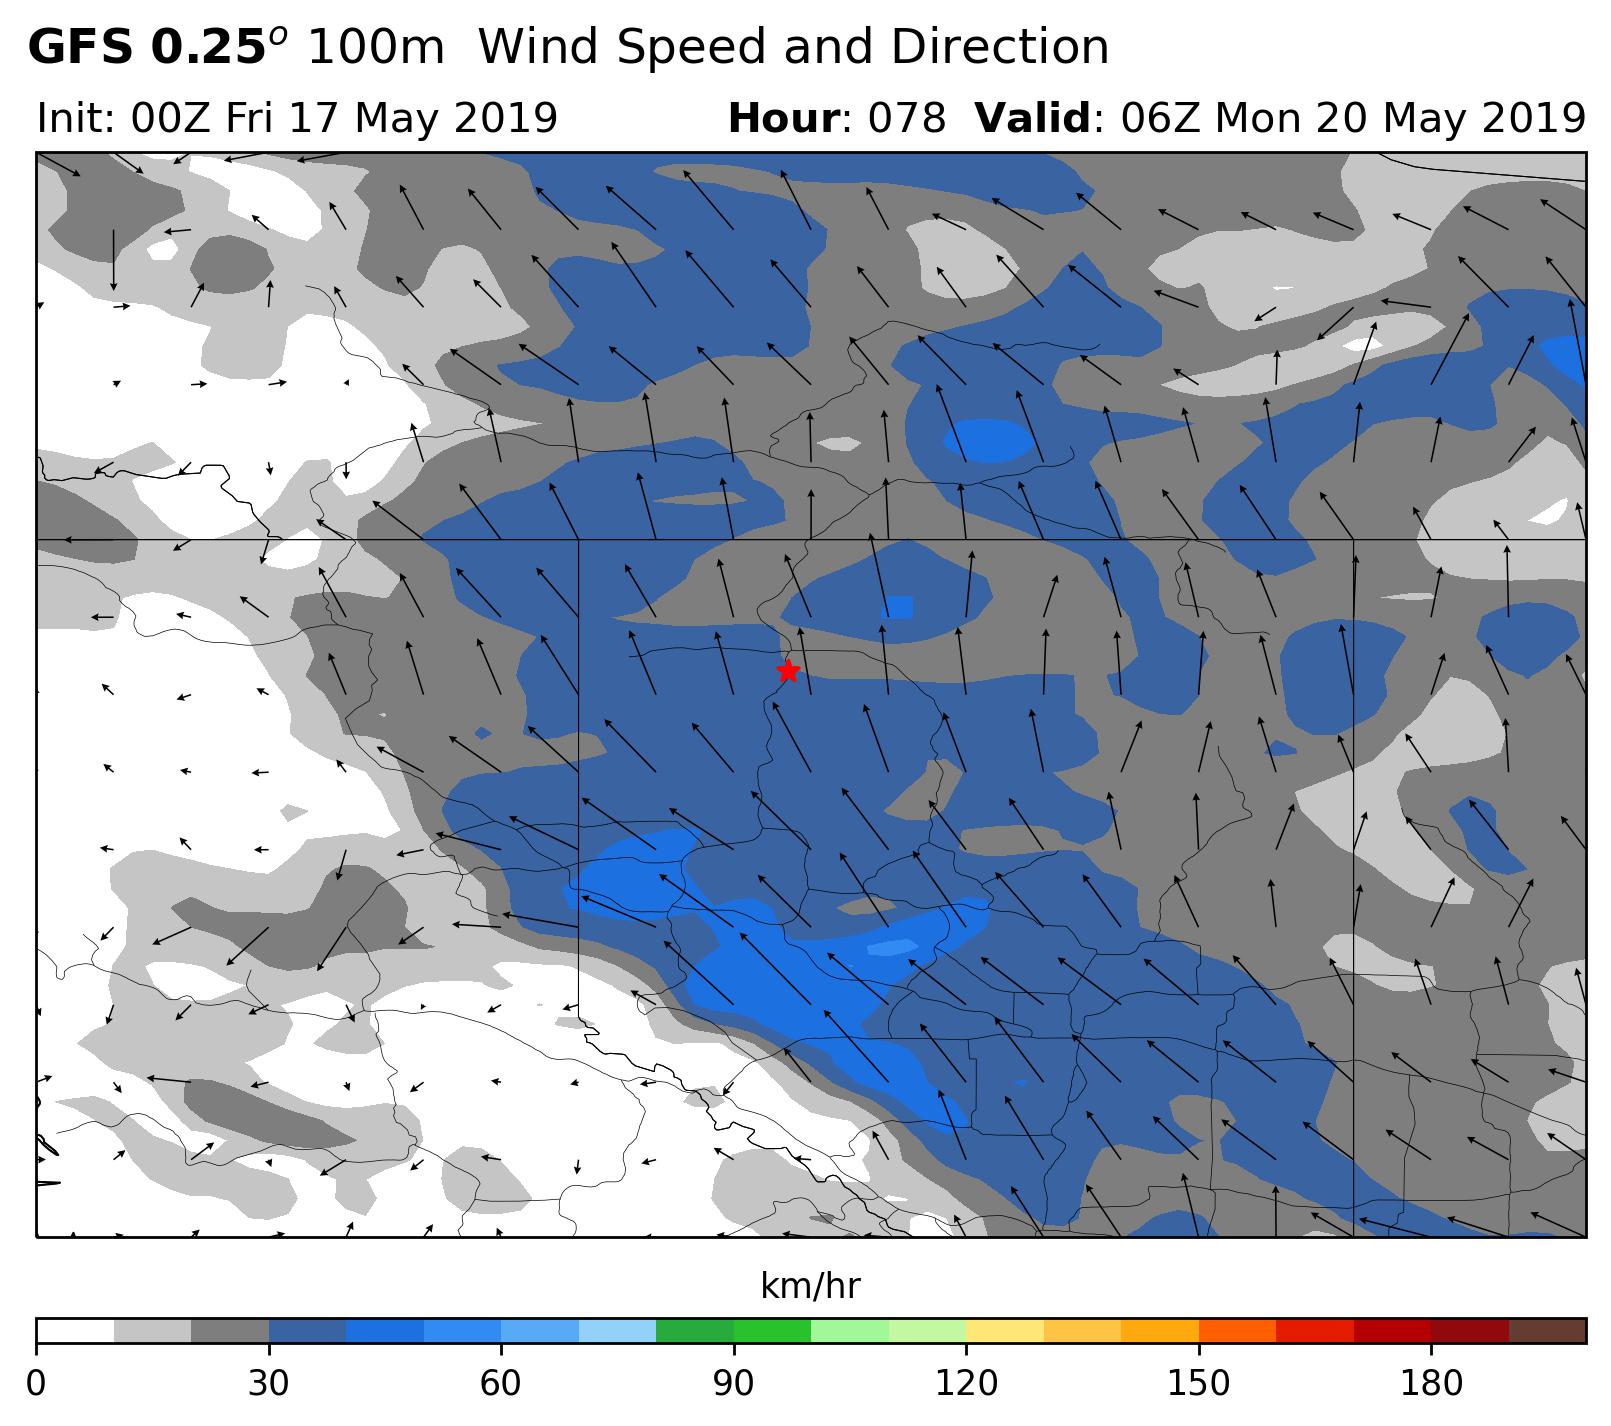 GFS 0.25° 100m Wind Speed and Direction
Init: 00Z Fri 17 May 2019 Hour: 078 Valid: 06Z Mon 20 May 2019
km/hr
0 30 60 90 120 150 180